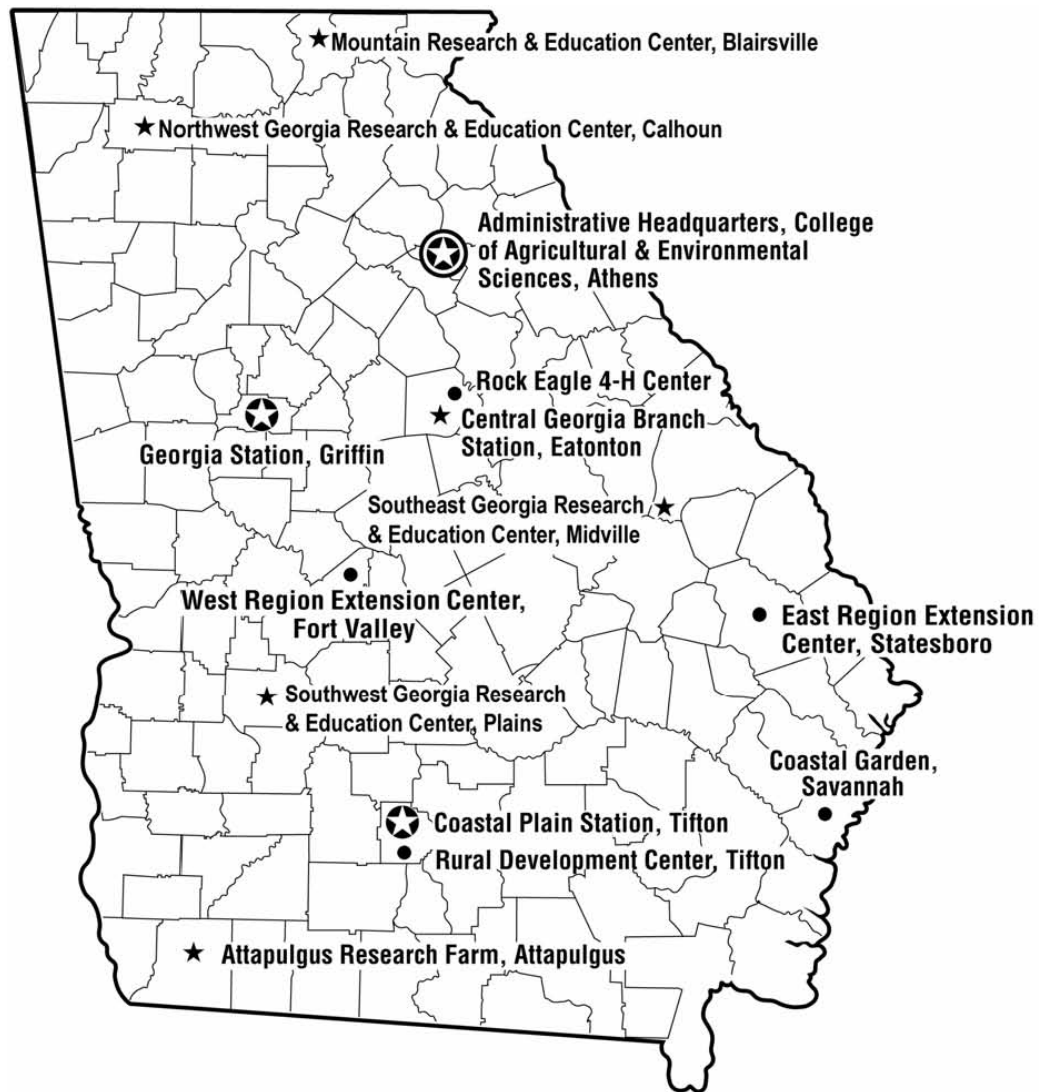 Mountain Research & Education Center, Blairsville
Northwest Georgia Research & Education Center, Calhoun
Administrative Headquarters, College
of Agricultural & Environmental
Sciences, Athens
Rock Eagle 4-H Center
Central Georgia Branch
Station, Eatonton
Georgia Station, Griffin
Southeast Georgia Research
& Education Center, Midville
West Region Extension Center,
Fort Valley
East Region Extension
Center, Statesboro
Southwest Georgia Research
& Education Center, Plains
Coastal Garden,
Savannah
Coastal Plain Station, Tifton
Rural Development Center, Tifton
Attapulgus Research Farm, Attapulgus